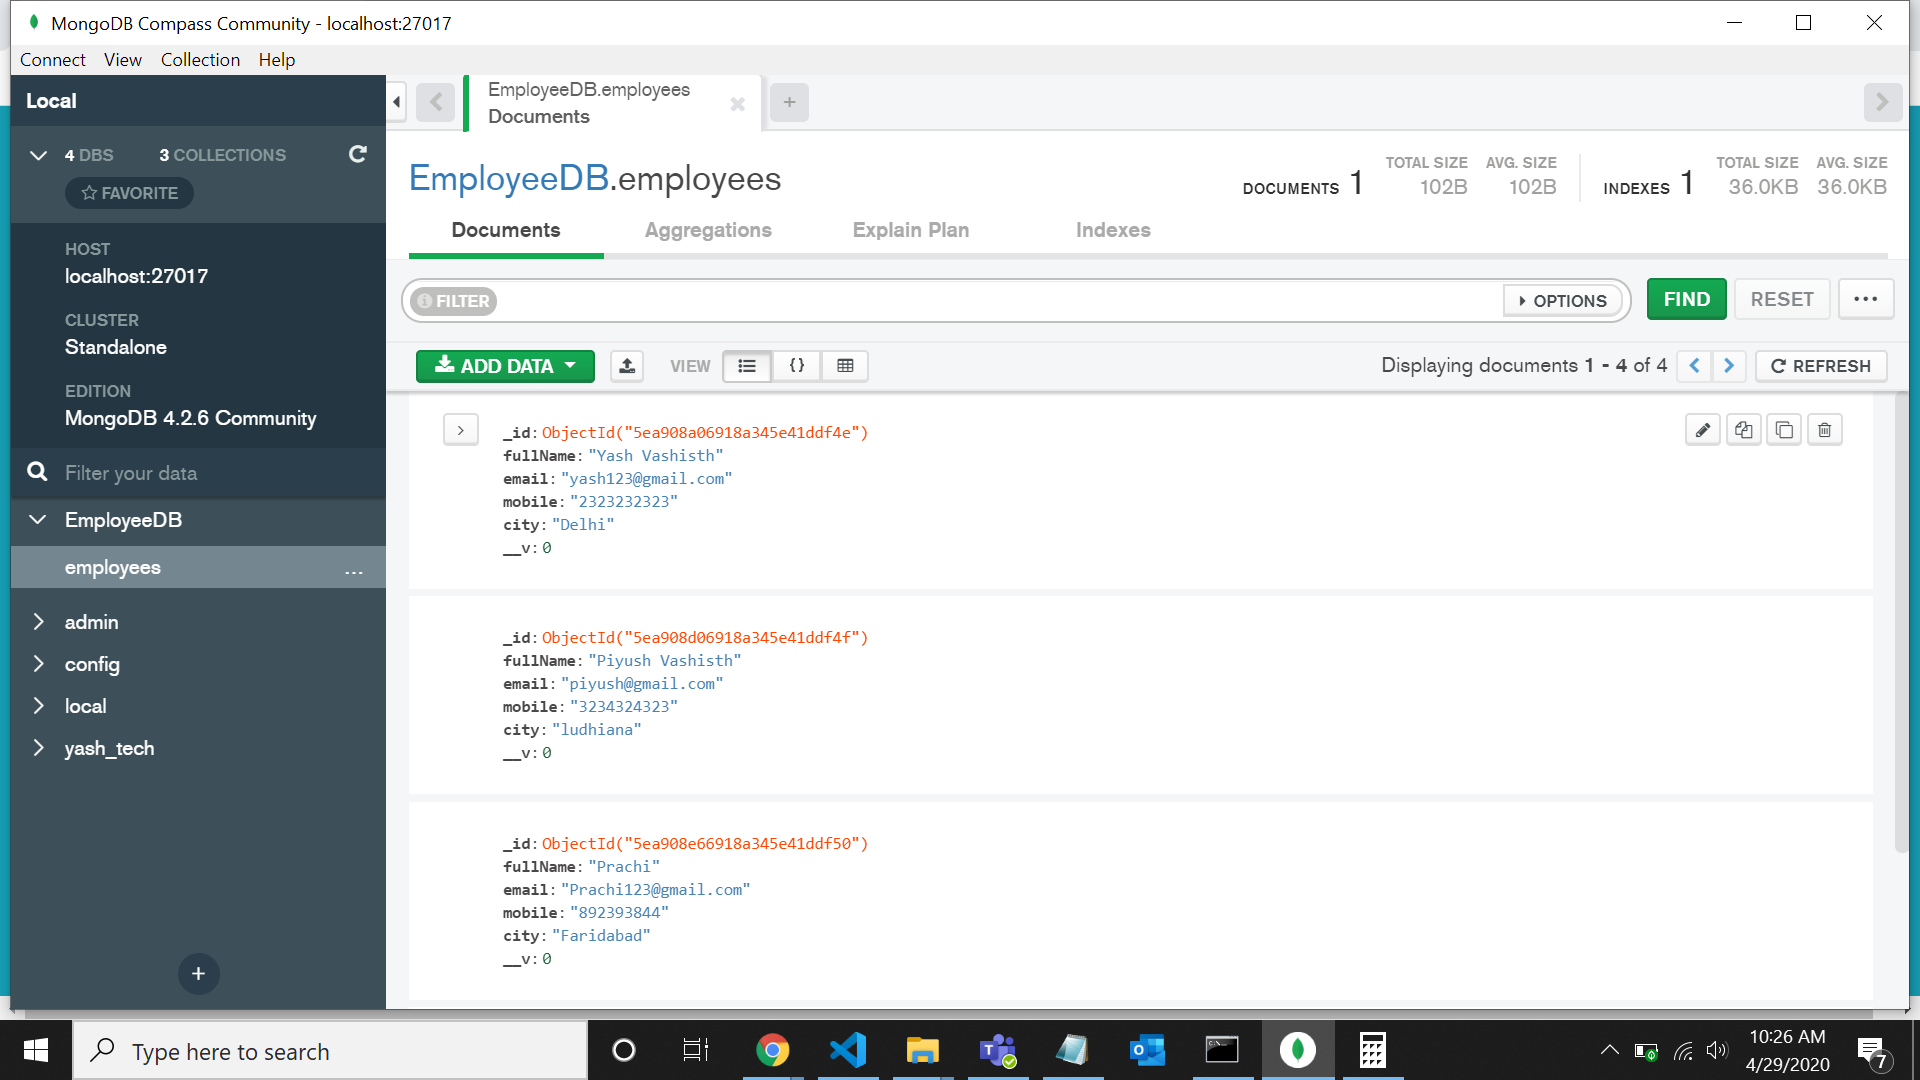 MongoDB Compass Community - localhost:27017
Connect View Collection Help
Local
4 DBS 3 COLLECTIONS
FAVORITE
HOST
localhost:27017
CLUSTER
Standalone
EDITION
MongoDB 4.2.6 Community
Filter your data
EmployeeDB
employees ...
admin
config
local
yash_tech
+
EmployeeDB.employees
Documents
+
EmployeeDB.employees
DOCUMENTS 1 TOTAL SIZE 102B AVG. SIZE 102B INDEXES 1 TOTAL SIZE 36.0KB AVG. SIZE 36.0KB
Documents Aggregations Explain Plan Indexes
FILTER OPTIONS FIND RESET ...
ADD DATA VIEW {} Displaying documents 1 - 4 of 4 REFRESH
_id: ObjectId("5ea908a06918a345e41ddf4e")
fullName: "Yash Vashisth"
email: "yash123@gmail.com"
mobile: "2323232323"
city: "Delhi"
__v: 0
_id: ObjectId("5ea908d06918a345e41ddf4f")
fullName: "Piyush Vashisth"
email: "piyush@gmail.com"
mobile: "3234324323"
city: "ludhiana"
__v: 0
_id: ObjectId("5ea908e66918a345e41ddf50")
fullName: "Prachi"
email: "Prachi123@gmail.com"
mobile: "892393844"
city: "Faridabad"
__v: 0
Type here to search
10:26 AM
4/29/2020
7